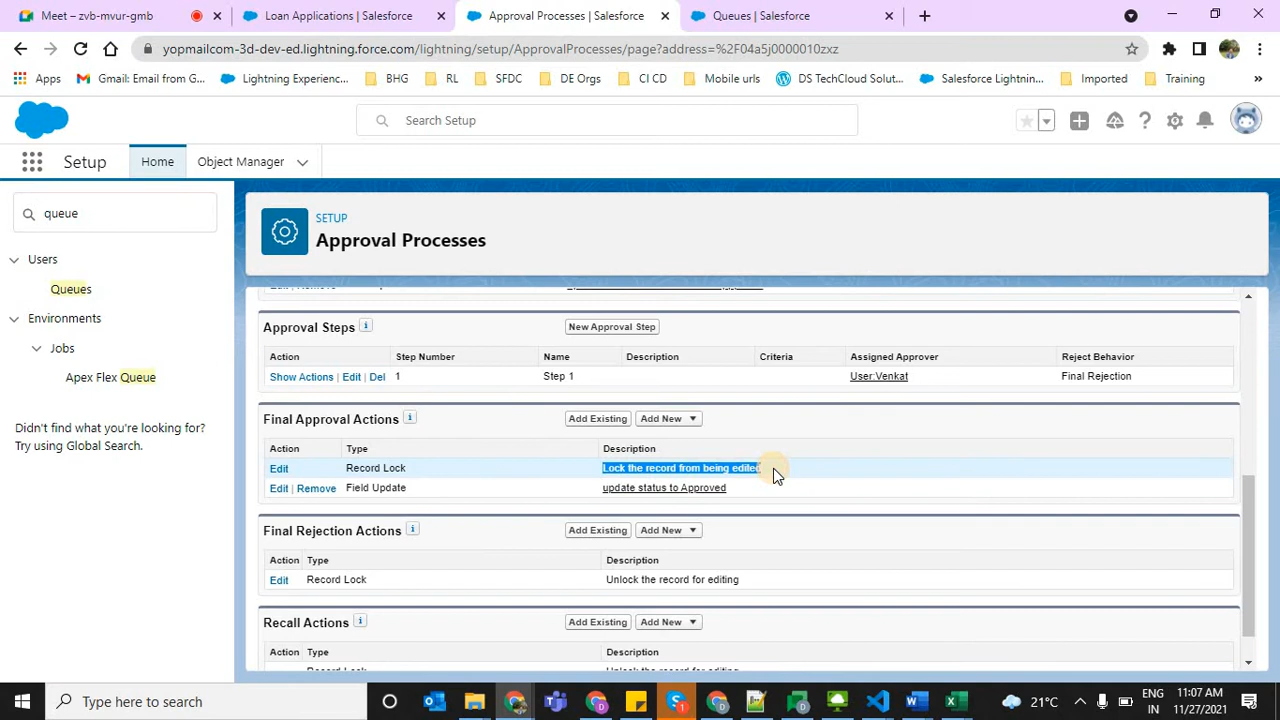 Meet – zvb-mvur-gmb
Loan Applications | Salesforce
Approval Processes | Salesforce
Queues | Salesforce
yopmailcom-3d-dev-ed.lightning.force.com/lightning/setup/ApprovalProcesses/page?address=%2F04a5j0000010zxz
Apps
Gmail: Email from G...
Lightning Experienc...
BHG
RL
SFDC
DE Orgs
CI CD
Mobile urls
DS TechCloud Solut...
Salesforce Lightnin...
Imported
Training
»
Search Setup
Setup
Home
Object Manager
queue
Users
Queues
Environments
Jobs
Apex Flex Queue
Didn't find what you're looking for?
Try using Global Search.
SETUP
Approval Processes
Approval Steps
New Approval Step
Action Step Number Name Description Criteria Assigned Approver Reject Behavior
Show Actions | Edit | Del 1 Step 1 User:Venkat Final Rejection
Final Approval Actions
Add Existing
Add New
Action Type Description
Edit Record Lock Lock the record from being edited
Edit | Remove Field Update update status to Approved
Final Rejection Actions
Add Existing
Add New
Action Type Description
Edit Record Lock Unlock the record for editing
Recall Actions
Add Existing
Add New
Action Type Description
Record Lock Unlock the record for editing
Type here to search
21°C
ENG
IN
11:07 AM
11/27/2021